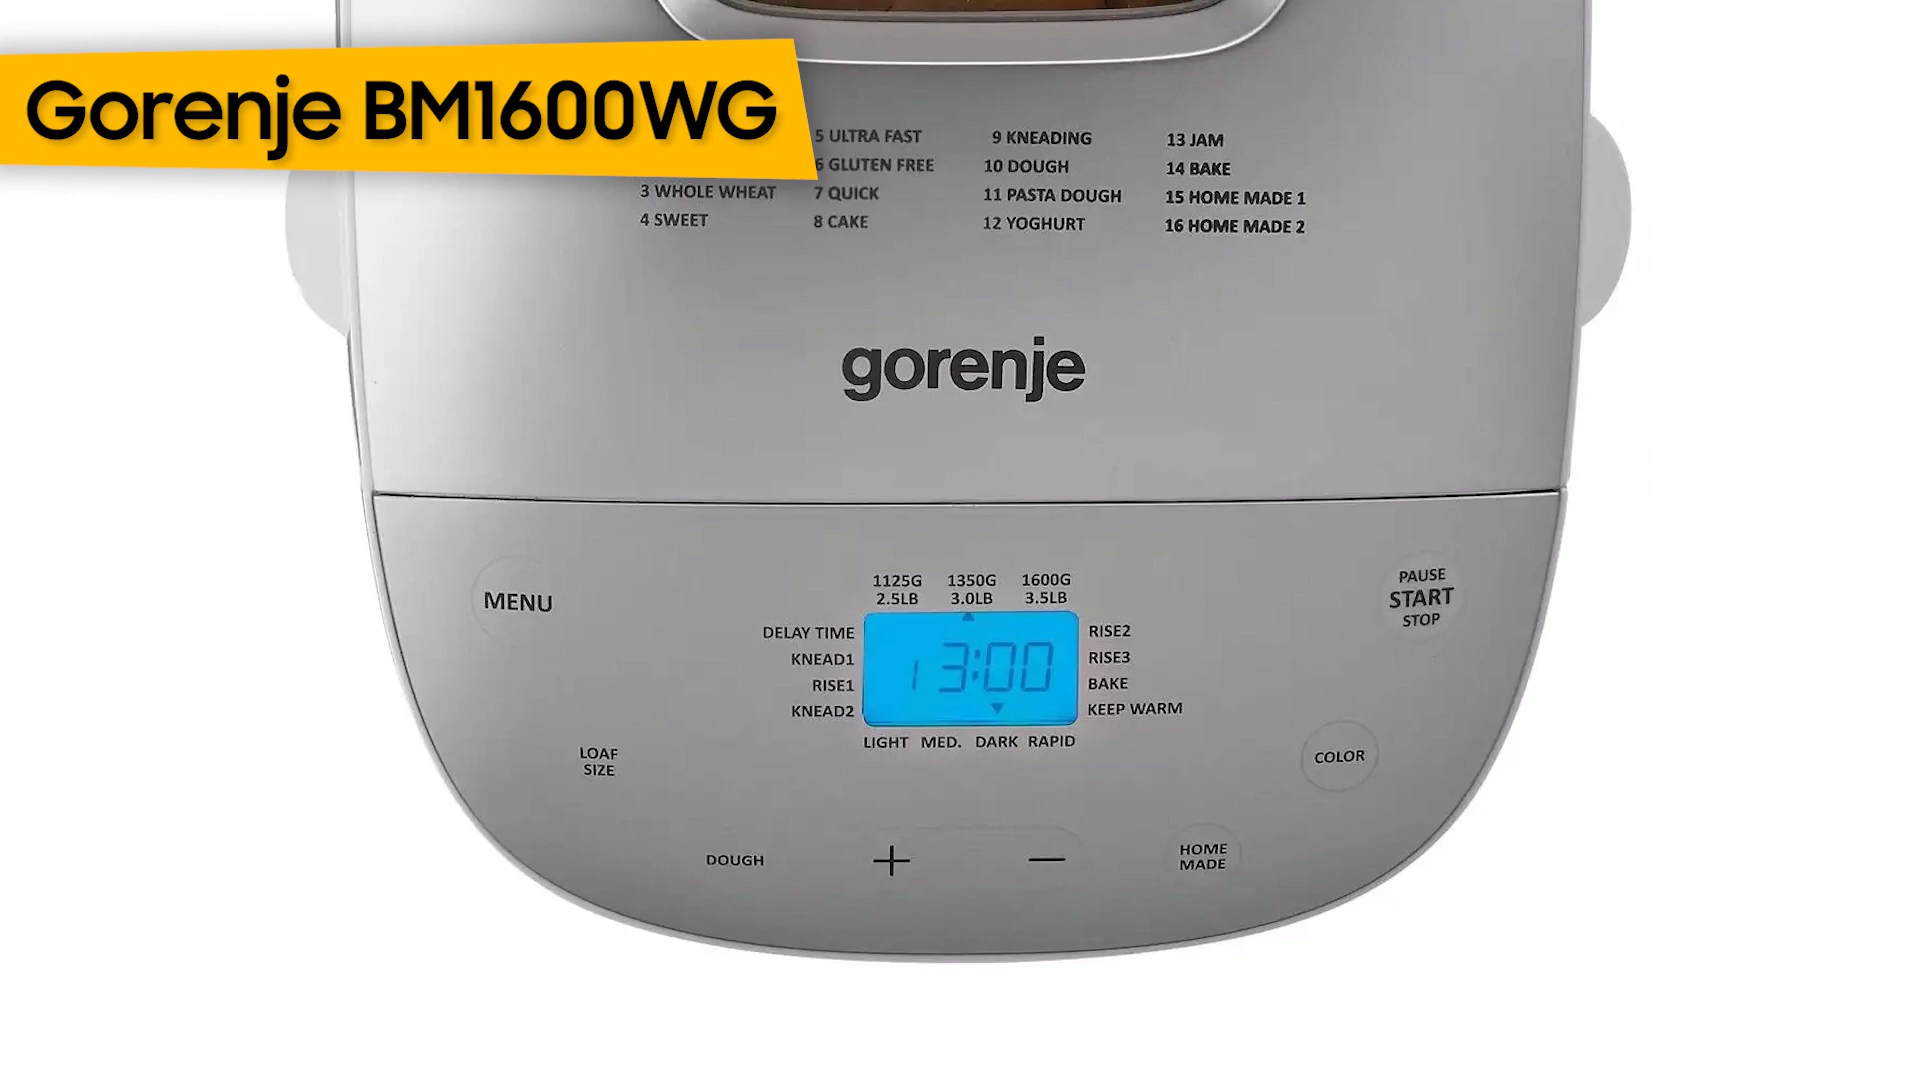 Gorenje BM1600WG
5 ULTRA FAST 9 KNEADING 13 JAM
6 GLUTEN FREE 10 DOUGH 14 BAKE
3 WHOLE WHEAT 7 QUICK 11 PASTA DOUGH 15 HOME MADE 1
4 SWEET 8 CAKE 12 YOGHURT 16 HOME MADE 2
gorenje
MENU
1125G 1350G 1600G
2.5LB 3.0LB 3.5LB
PAUSE
START
STOP
DELAY TIME
KNEAD1
RISE1
KNEAD2
1 3:00
RISE2
RISE3
BAKE
KEEP WARM
LIGHT MED. DARK RAPID
LOAF
SIZE
COLOR
DOUGH
+ −
HOME
MADE